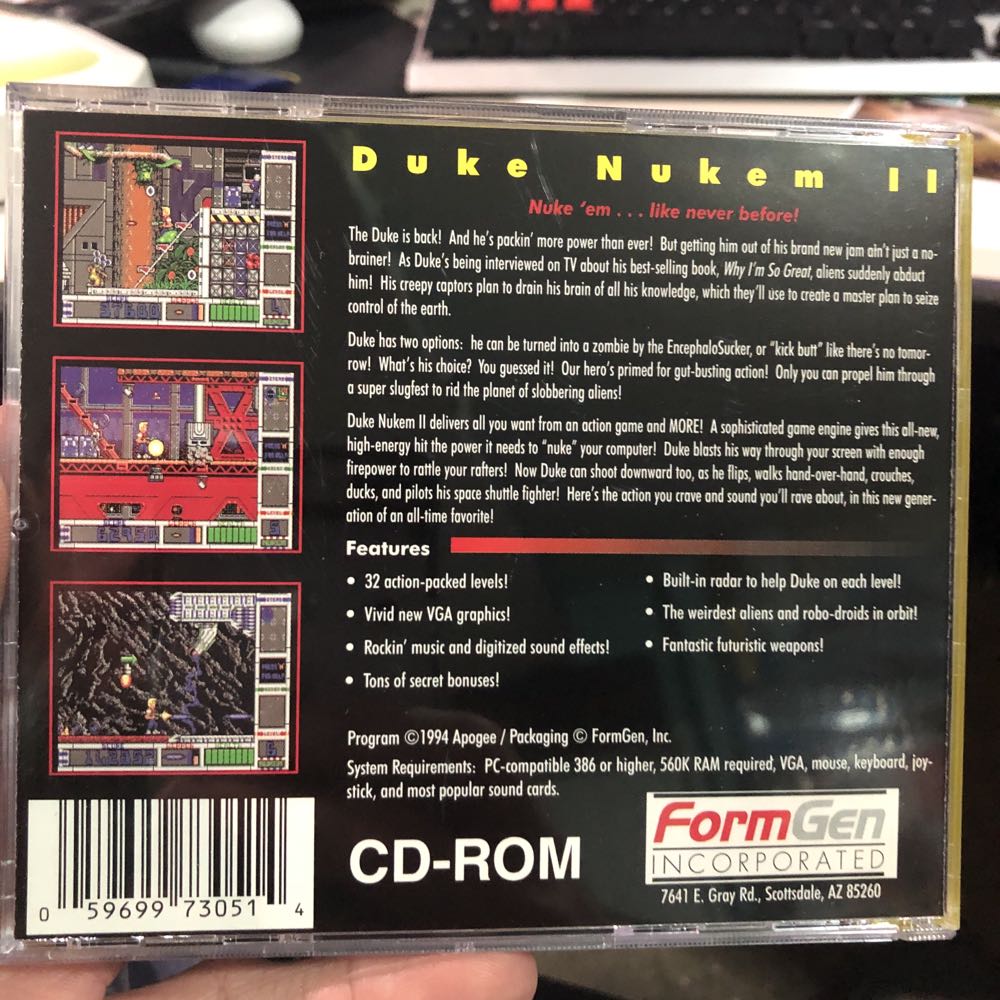 Duke Nukem II
Nuke 'em . . . like never before!
The Duke is back! And he's packin' more power than ever! But getting him out of his brand new jam ain't just a no-
brainer! As Duke's being interviewed on TV about his best-selling book, Why I'm So Great, aliens suddenly abduct
him! His creepy captors plan to drain his brain of all his knowledge, which they'll use to create a master plan to seize
control of the earth.
Duke has two options: he can be turned into a zombie by the EncephaloSucker, or "kick butt" like there's no tomor-
row! What's his choice? You guessed it! Our hero's primed for gut-busting action! Only you can propel him through
a super slugfest to rid the planet of slobbering aliens!
Duke Nukem II delivers all you want from an action game and MORE! A sophisticated game engine gives this all-new,
high-energy hit the power it needs to "nuke" your computer! Duke blasts his way through your screen with enough
firepower to rattle your rafters! Now Duke can shoot downward too, as he flips, walks hand-over-hand, crouches,
ducks, and pilots his space shuttle fighter! Here's the action you crave and sound you'll rave about, in this new gener-
ation of an all-time favorite!
Features
• 32 action-packed levels!
• Vivid new VGA graphics!
• Rockin' music and digitized sound effects!
• Tons of secret bonuses!
• Built-in radar to help Duke on each level!
• The weirdest aliens and robo-droids in orbit!
• Fantastic futuristic weapons!
Program ©1994 Apogee / Packaging © FormGen, Inc.
System Requirements: PC-compatible 386 or higher, 560K RAM required, VGA, mouse, keyboard, joy-
stick, and most popular sound cards.
CD-ROM
FormGen
INCORPORATED
7641 E. Gray Rd., Scottsdale, AZ 85260
0 59699 73051 4